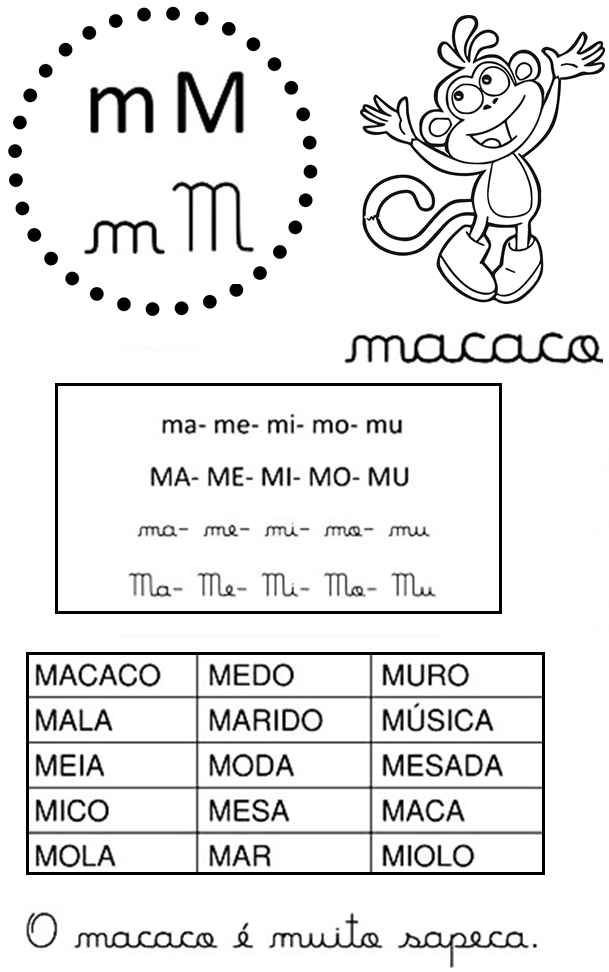 m M
m M
macaco
ma- me- mi- mo- mu
MA- ME- MI- MO- MU
ma- me- mi- mo- mu
Ma- Me- Mi- Mo- Mu
MACACO MEDO MURO
MALA MARIDO MÚSICA
MEIA MODA MESADA
MICO MESA MACA
MOLA MAR MIOLO
O macaco é muito sapeca.